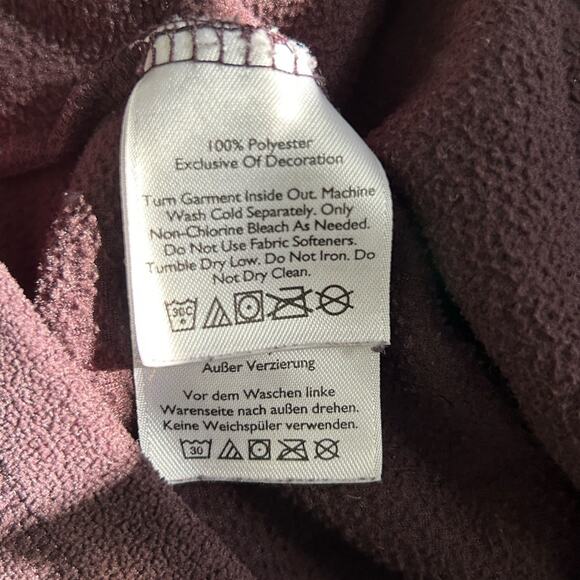 100% Polyester
Exclusive Of Decoration
Turn Garment Inside Out. Machine
Wash Cold Separately. Only
Non-Chlorine Bleach As Needed.
Do Not Use Fabric Softeners.
Tumble Dry Low. Do Not Iron. Do
Not Dry Clean.
30C
Außer Verzierung
Vor dem Waschen linke
Warenseite nach außen drehen.
Keine Weichspüler verwenden.
30